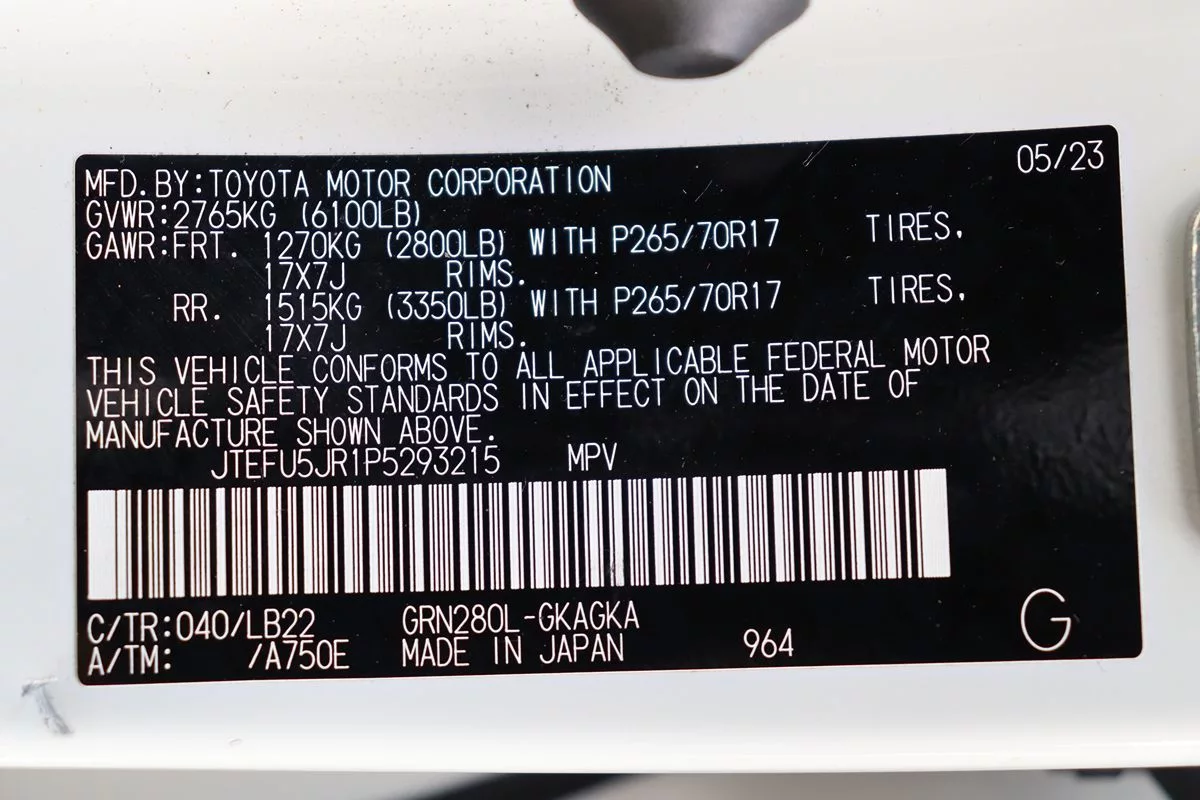 05/23
MFD.BY:TOYOTA MOTOR CORPORATION
GVWR:2765KG (6100LB)
GAWR:FRT. 1270KG (2800LB) WITH P265/70R17 TIRES,
17X7J RIMS.
RR. 1515KG (3350LB) WITH P265/70R17 TIRES,
17X7J RIMS.
THIS VEHICLE CONFORMS TO ALL APPLICABLE FEDERAL MOTOR
VEHICLE SAFETY STANDARDS IN EFFECT ON THE DATE OF
MANUFACTURE SHOWN ABOVE.
JTEFU5JR1P5293215 MPV
C/TR:040/LB22 GRN280L-GKAGKA
A/TM: /A750E MADE IN JAPAN 964
G